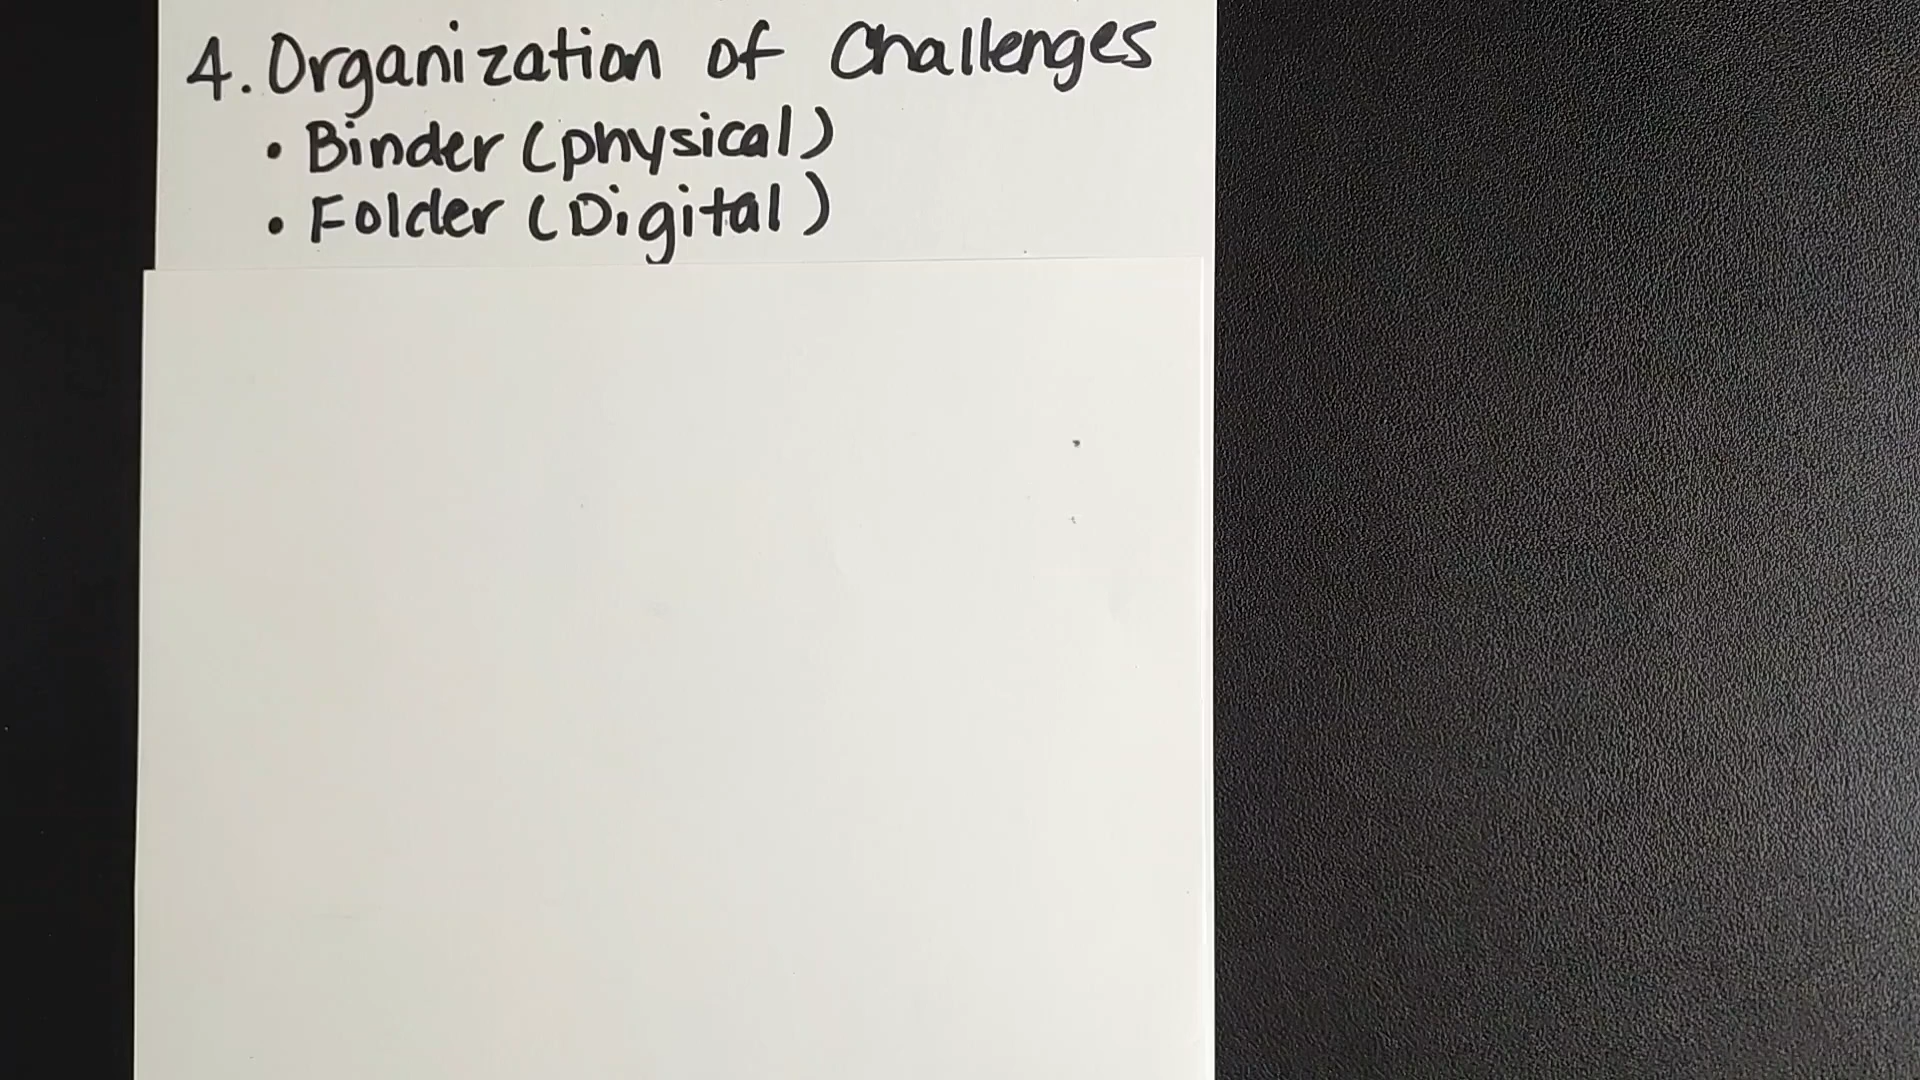 4. Organization of Challenges
• Binder (physical)
• Folder (Digital)